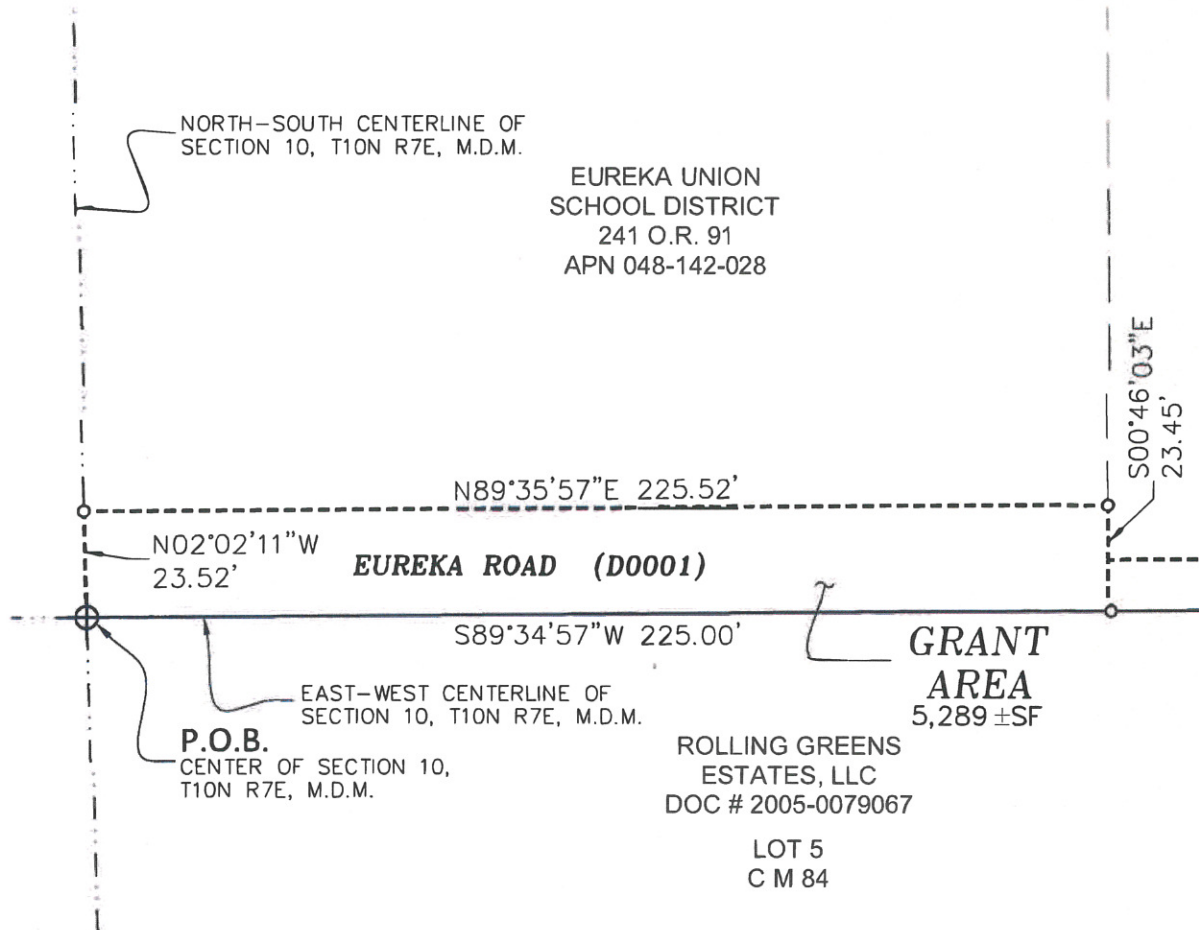 NORTH–SOUTH CENTERLINE OF
SECTION 10, T10N R7E, M.D.M.
EUREKA UNION
SCHOOL DISTRICT
241 O.R. 91
APN 048-142-028
S00°46'03"E
23.45'
N89°35'57"E 225.52'
N02°02'11"W
23.52'
EUREKA ROAD (D0001)
S89°34'57"W 225.00'
GRANT
AREA
5,289 ±SF
EAST–WEST CENTERLINE OF
SECTION 10, T10N R7E, M.D.M.
P.O.B.
CENTER OF SECTION 10,
T10N R7E, M.D.M.
ROLLING GREENS
ESTATES, LLC
DOC # 2005-0079067
LOT 5
C M 84